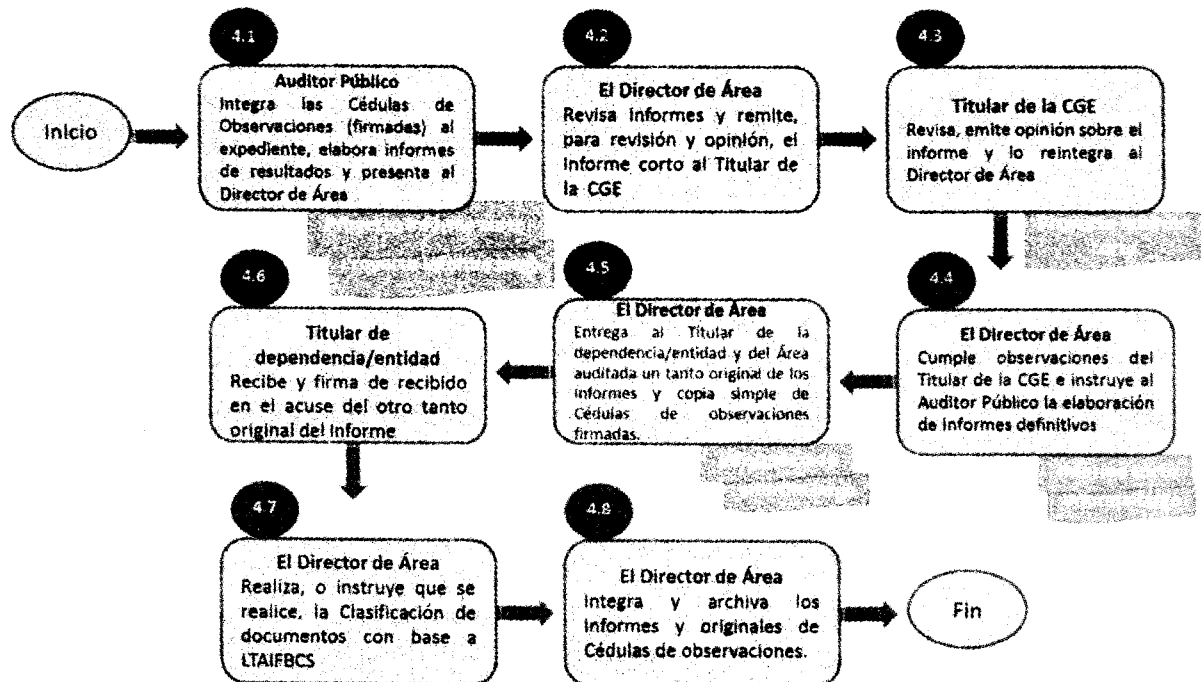 Inicio
4.1
Auditor Público
Integra las Cédulas de
Observaciones (firmadas) al
expediente, elabora informes
de resultados y presenta al
Director de Área
4.2
El Director de Área
Revisa Informes y remite,
para revisión y opinión, el
Informe corto al Titular de
la CGE
4.3
Titular de la CGE
Revisa, emite opinión sobre el
informe y lo reintegra al
Director de Área
4.4
El Director de Área
Cumple observaciones del
Titular de la CGE e instruye al
Auditor Público la elaboración
de Informes definitivos
4.5
El Director de Área
Entrega al Titular de la
dependencia/entidad y del Área
auditada un tanto original de los
Informes y copia simple de
Cédulas de observaciones
firmadas.
4.6
Titular de
dependencia/entidad
Recibe y firma de recibido
en el acuse del otro tanto
original del Informe
4.7
El Director de Área
Realiza, o instruye que se
realice, la Clasificación de
documentos con base a
LTAIFBCS
4.8
El Director de Área
Integra y archiva los
Informes y originales de
Cédulas de observaciones.
Fin